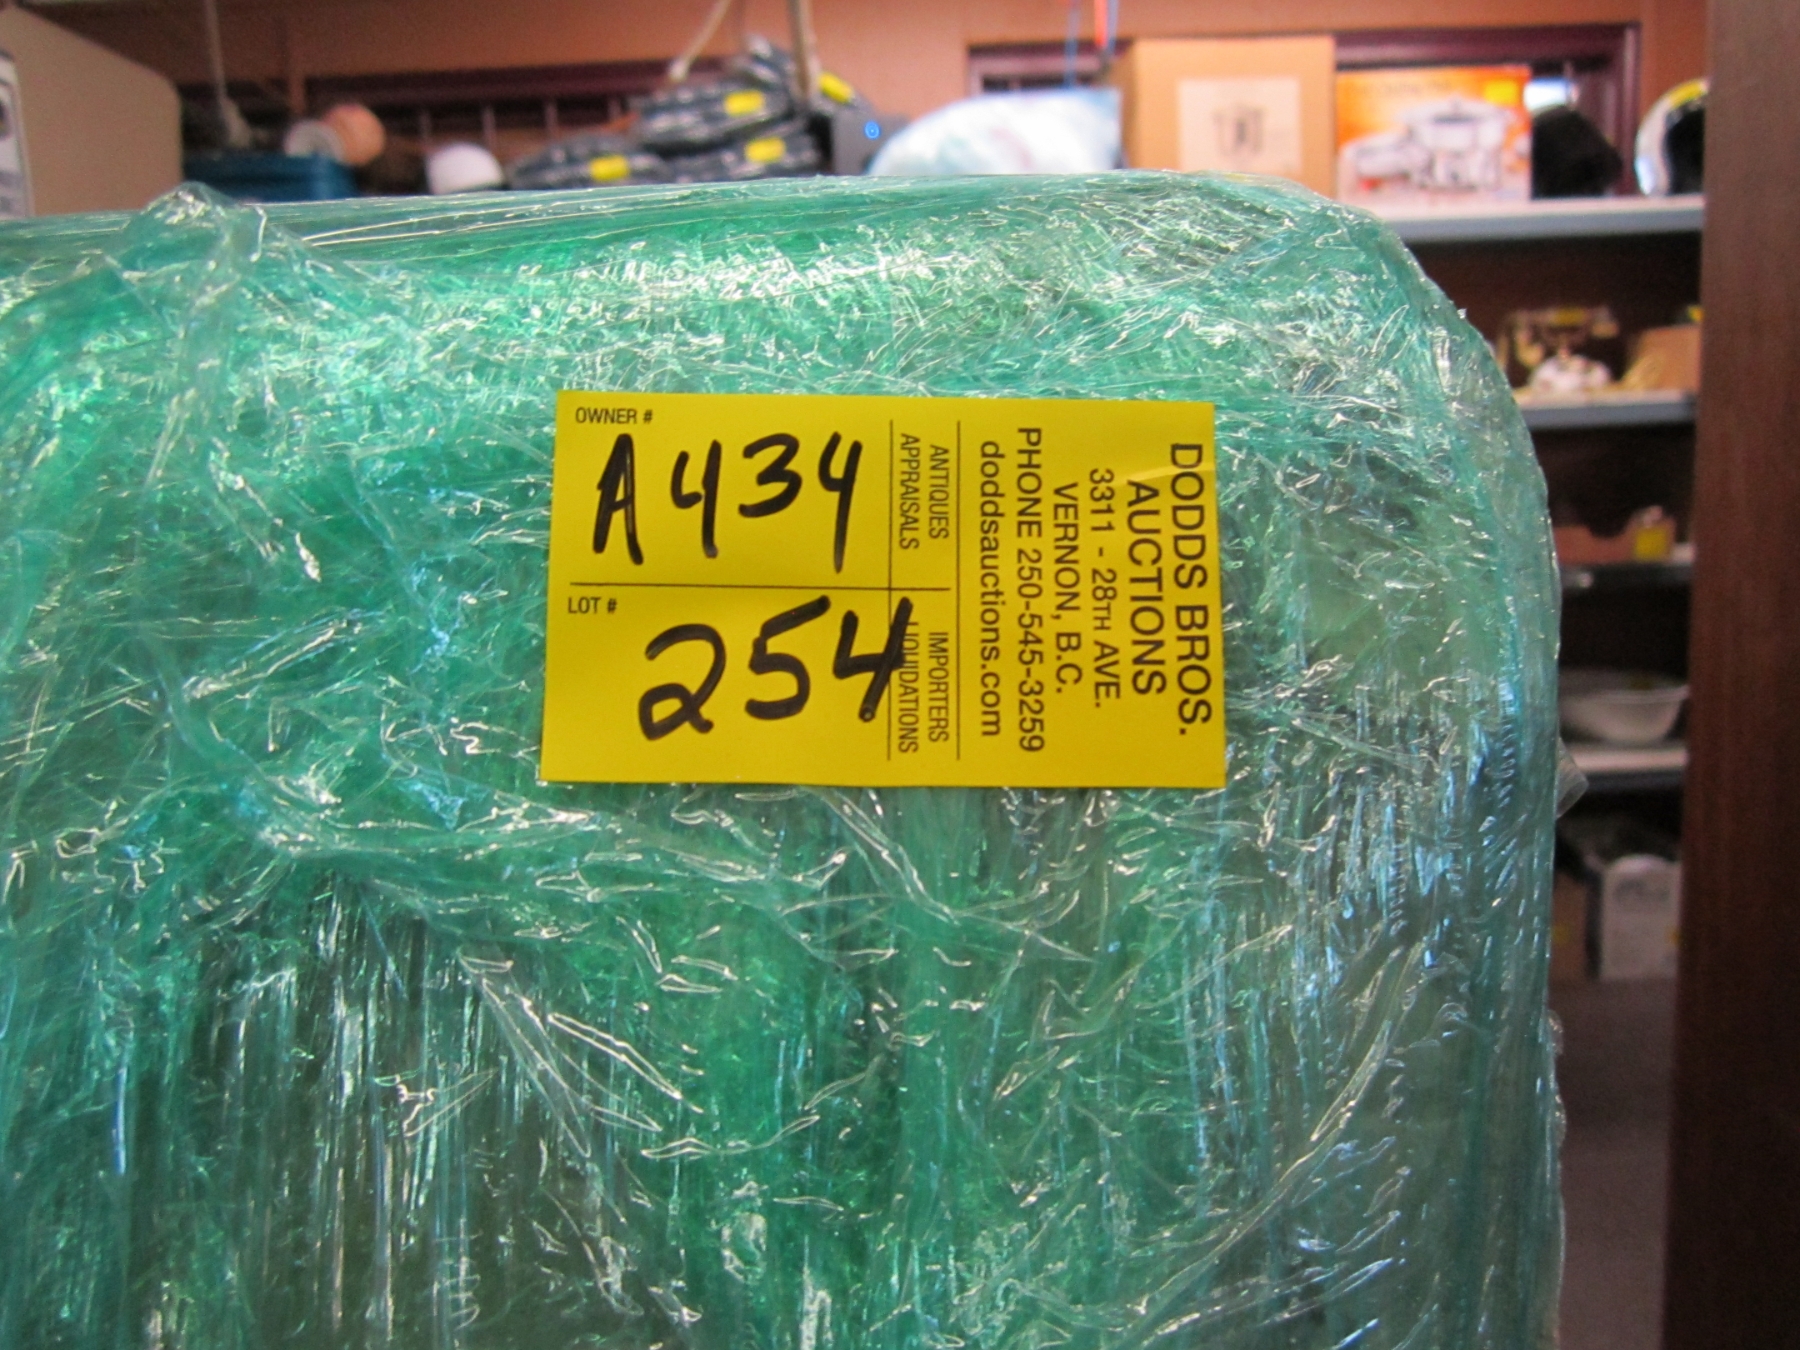 OWNER #
A434
LOT #
254
ANTIQUES
APPRAISALS
IMPORTERS
LIQUIDATIONS
DODDS BROS.
AUCTIONS
3311 - 28TH AVE.
VERNON, B.C.
PHONE 250-545-3259
doddsauctions.com